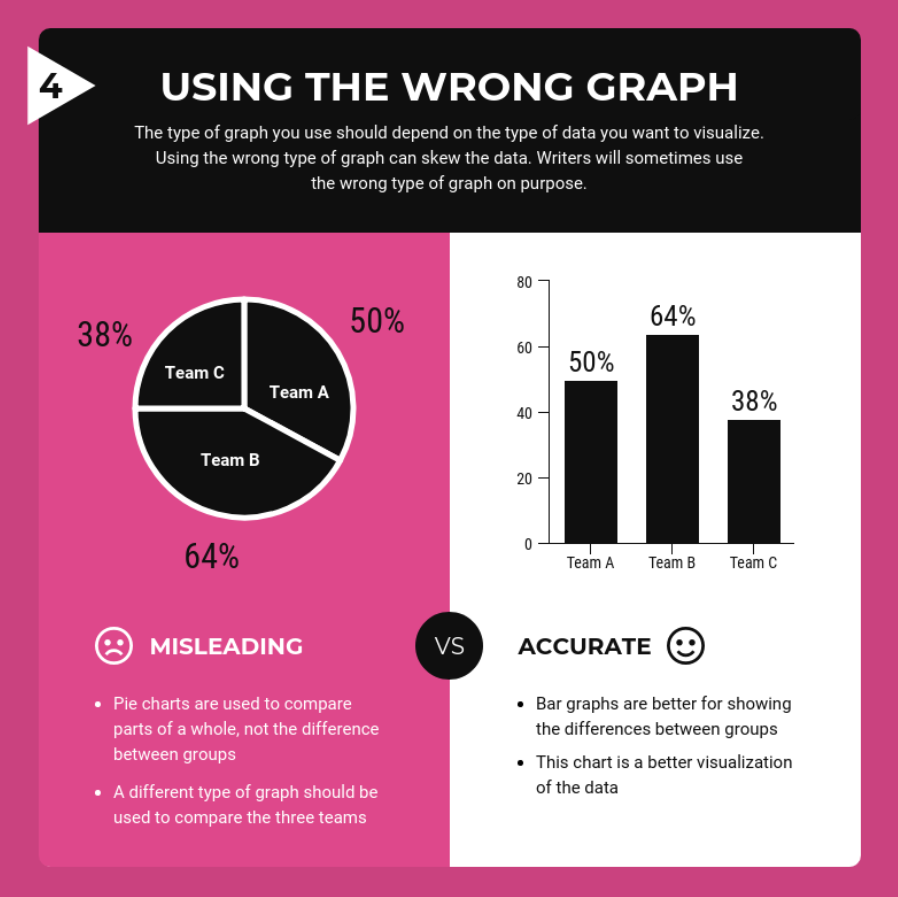 4
USING THE WRONG GRAPH
The type of graph you use should depend on the type of data you want to visualize.
Using the wrong type of graph can skew the data. Writers will sometimes use
the wrong type of graph on purpose.
38%
50%
Team C
Team A
Team B
64%
MISLEADING
• Pie charts are used to compare
parts of a whole, not the difference
between groups
• A different type of graph should be
used to compare the three teams
VS
80
60
40
20
0
50%
64%
38%
Team A
Team B
Team C
ACCURATE
• Bar graphs are better for showing
the differences between groups
• This chart is a better visualization
of the data